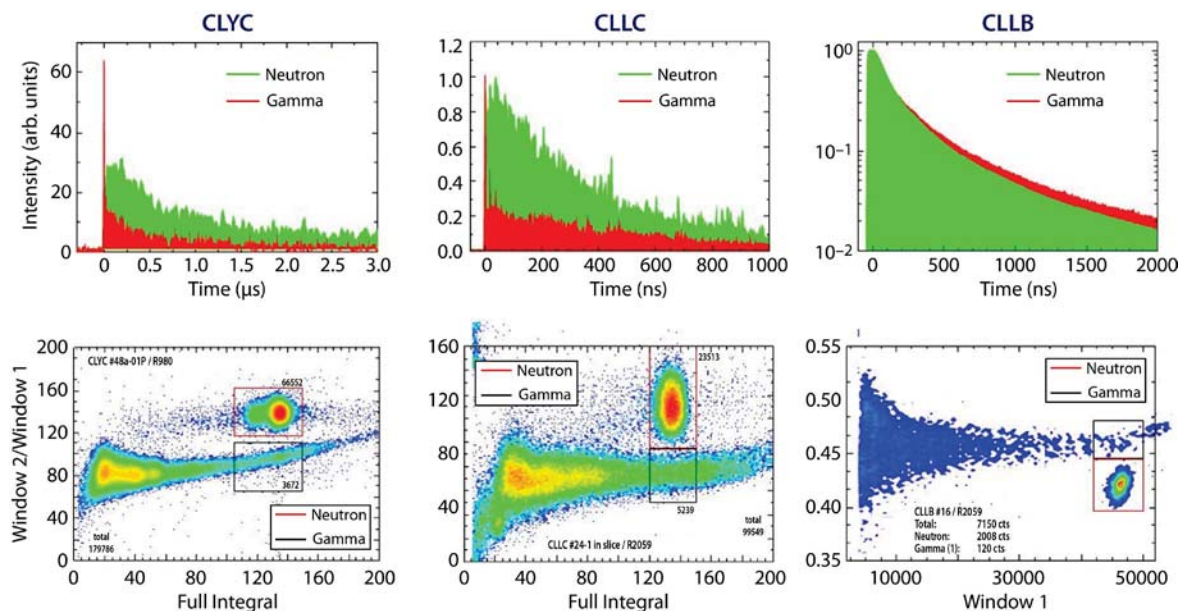 CLYC
60
40
20
0
Intensity (arb. units)
Neutron
Gamma
0 0.5 1.0 1.5 2.0 2.5 3.0
Time (μs)
CLLC
1.2
1.0
0.8
0.6
0.4
0.2
0.0
Neutron
Gamma
0 200 400 600 800 1000
Time (ns)
CLLB
10⁰
10⁻¹
10⁻²
Neutron
Gamma
0 500 1000 1500 2000
Time (ns)
200
160
120
80
40
0
Window 2/Window 1
CLYC #48a-01P / R980
66552
3672
Neutron
Gamma
total
179786
0 40 80 120 160 200
Full Integral
160
120
80
40
0
Neutron
Gamma
23513
5239
total
99549
CLLC #24-1 in slice / R2059
0 40 80 120 160 200
Full Integral
0.55
0.50
0.45
0.40
0.35
Neutron
Gamma
CLLB #16 / R2059
Total: 7150 cts
Neutron: 2008 cts
Gamma (1): 120 cts
10000 30000 50000
Window 1